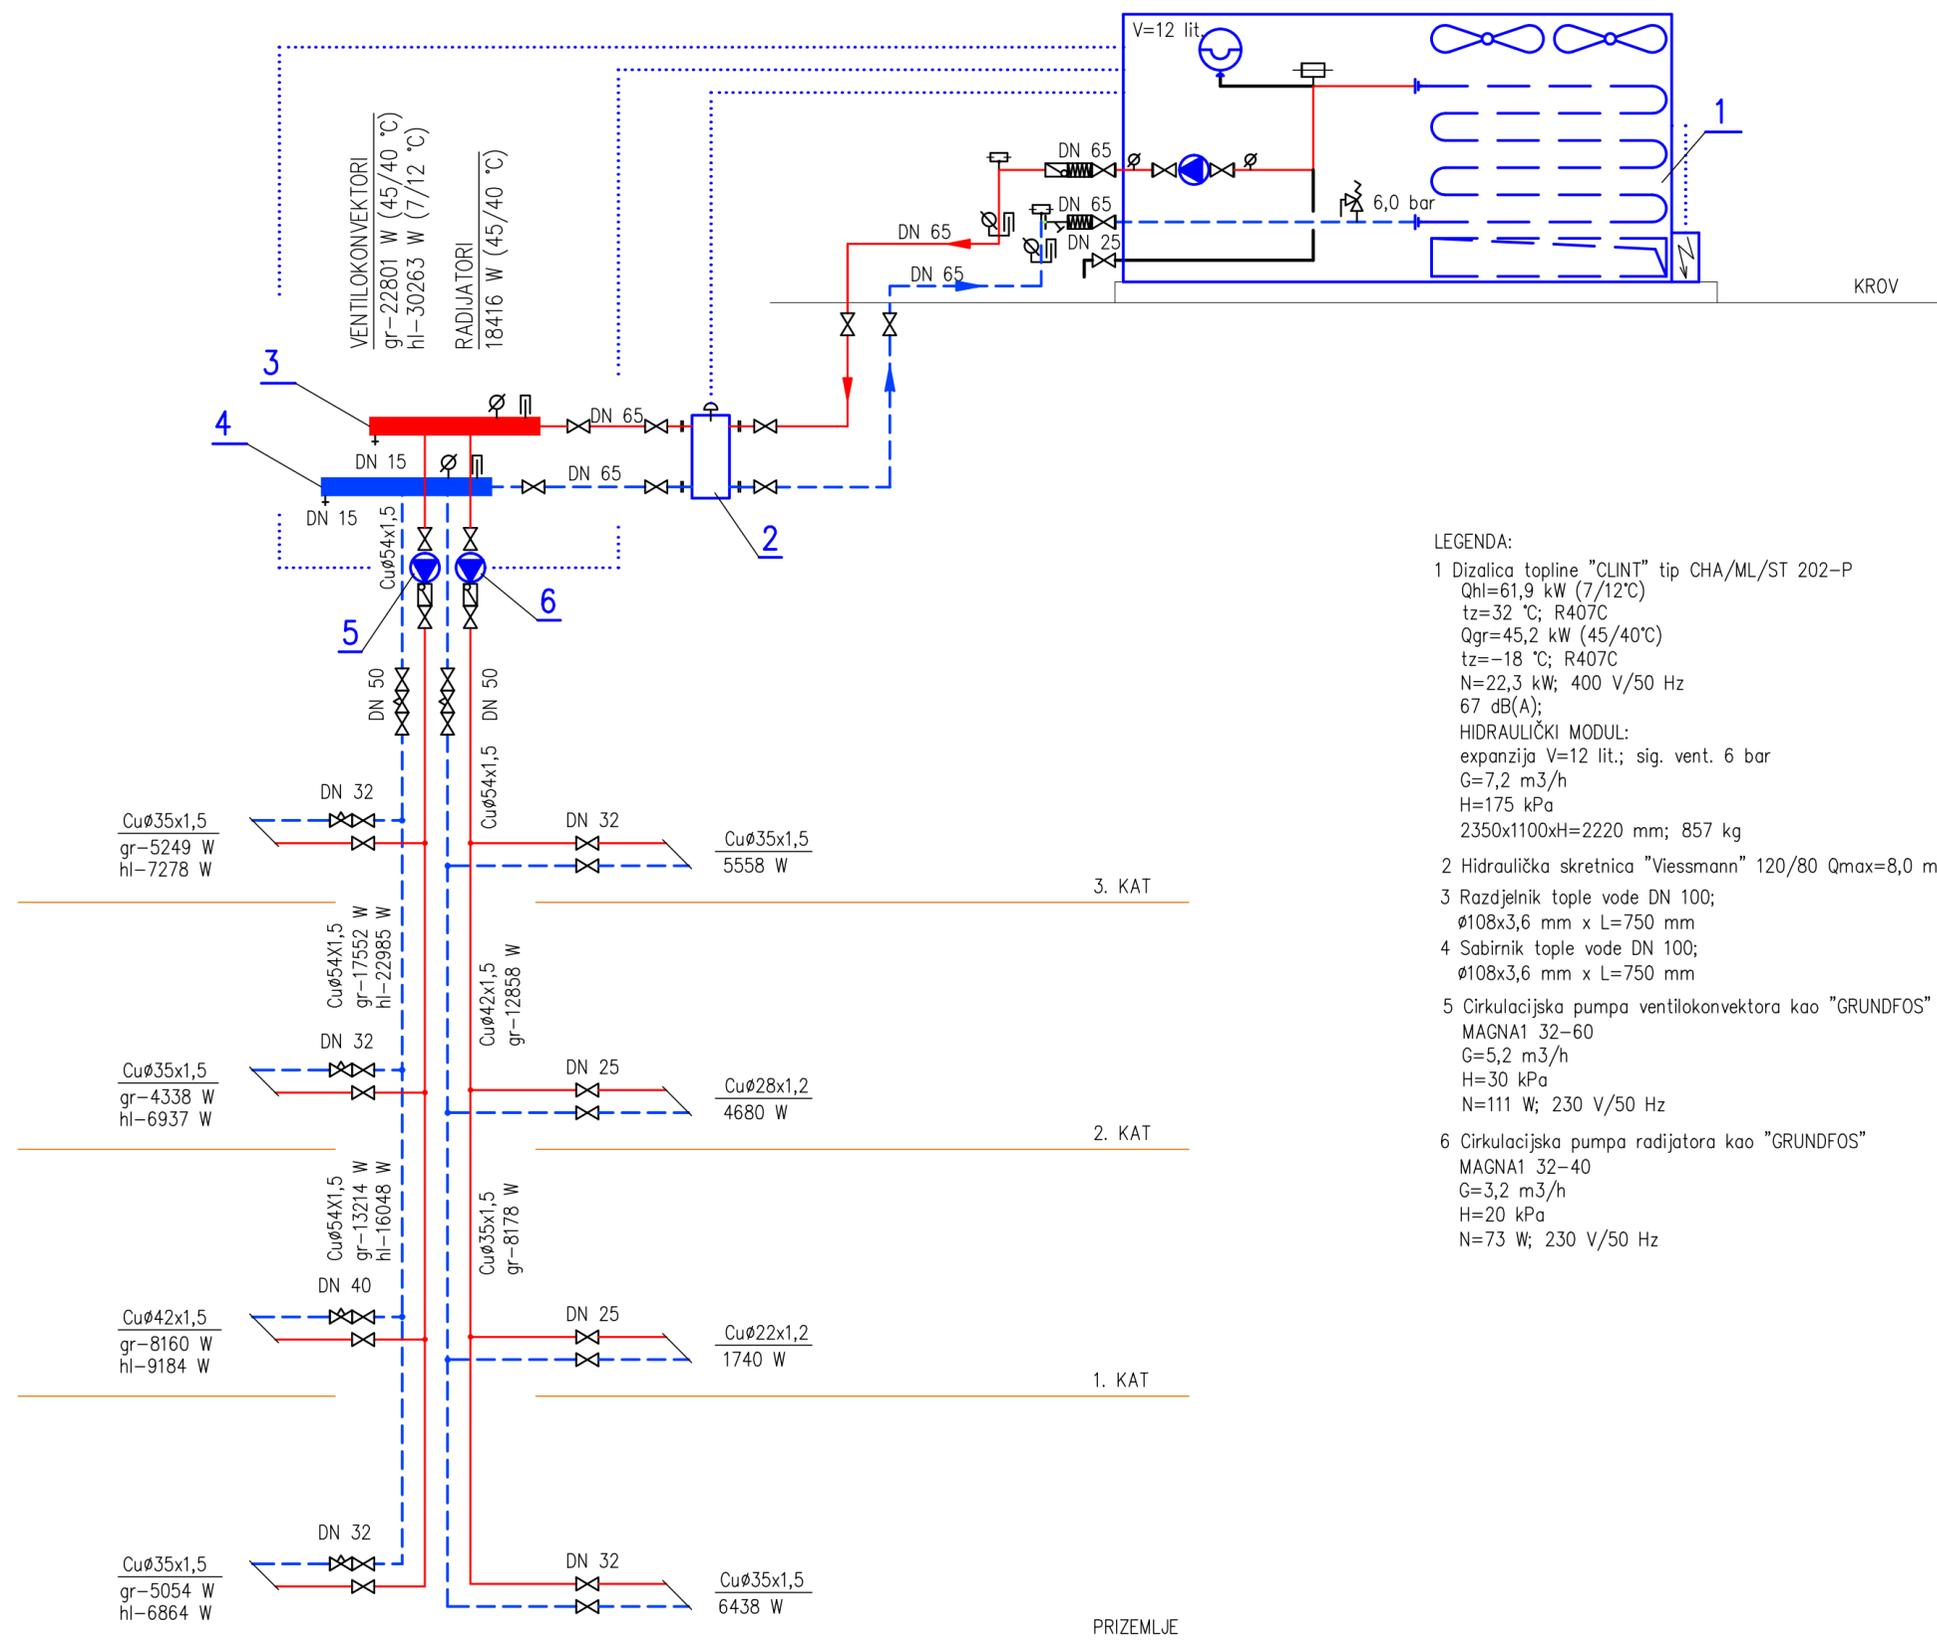 V=12 lit.
1
DN 65
DN 65
6,0 bar
DN 25
DN 65
DN 65
KROV
VENTILOKONVEKTORI
gr-22801 W (45/40 °C)
hl-30263 W (7/12 °C)
RADIJATORI
18416 W (45/40 °C)
3
4
DN 65
DN 15
DN 65
DN 15
2
Cuø54x1,5
5
6
DN 50
DN 50
Cuø54x1,5
DN 32
Cuø35x1,5
gr-5249 W
hl-7278 W
DN 32
Cuø35x1,5
5558 W
3. KAT
Cuø54X1,5
gr-17552 W
hl-22985 W
Cuø42x1,5
gr-12858 W
DN 32
Cuø35x1,5
gr-4338 W
hl-6937 W
DN 25
Cuø28x1,2
4680 W
2. KAT
Cuø54X1,5
gr-13214 W
hl-16048 W
Cuø35x1,5
gr-8178 W
DN 40
Cuø42x1,5
gr-8160 W
hl-9184 W
DN 25
Cuø22x1,2
1740 W
1. KAT
DN 32
Cuø35x1,5
gr-5054 W
hl-6864 W
DN 32
Cuø35x1,5
6438 W
PRIZEMLJE
LEGENDA:
1 Dizalica topline "CLINT" tip CHA/ML/ST 202-P
Qhl=61,9 kW (7/12°C)
tz=32 °C; R407C
Qgr=45,2 kW (45/40°C)
tz=-18 °C; R407C
N=22,3 kW; 400 V/50 Hz
67 dB(A);
HIDRAULIČKI MODUL:
expanzija V=12 lit.; sig. vent. 6 bar
G=7,2 m3/h
H=175 kPa
2350x1100xH=2220 mm; 857 kg
2 Hidraulička skretnica "Viessmann" 120/80 Qmax=8,0 m
3 Razdjelnik tople vode DN 100;
ø108x3,6 mm x L=750 mm
4 Sabirnik tople vode DN 100;
ø108x3,6 mm x L=750 mm
5 Cirkulacijska pumpa ventilokonvektora kao "GRUNDFOS"
MAGNA1 32-60
G=5,2 m3/h
H=30 kPa
N=111 W; 230 V/50 Hz
6 Cirkulacijska pumpa radijatora kao "GRUNDFOS"
MAGNA1 32-40
G=3,2 m3/h
H=20 kPa
N=73 W; 230 V/50 Hz